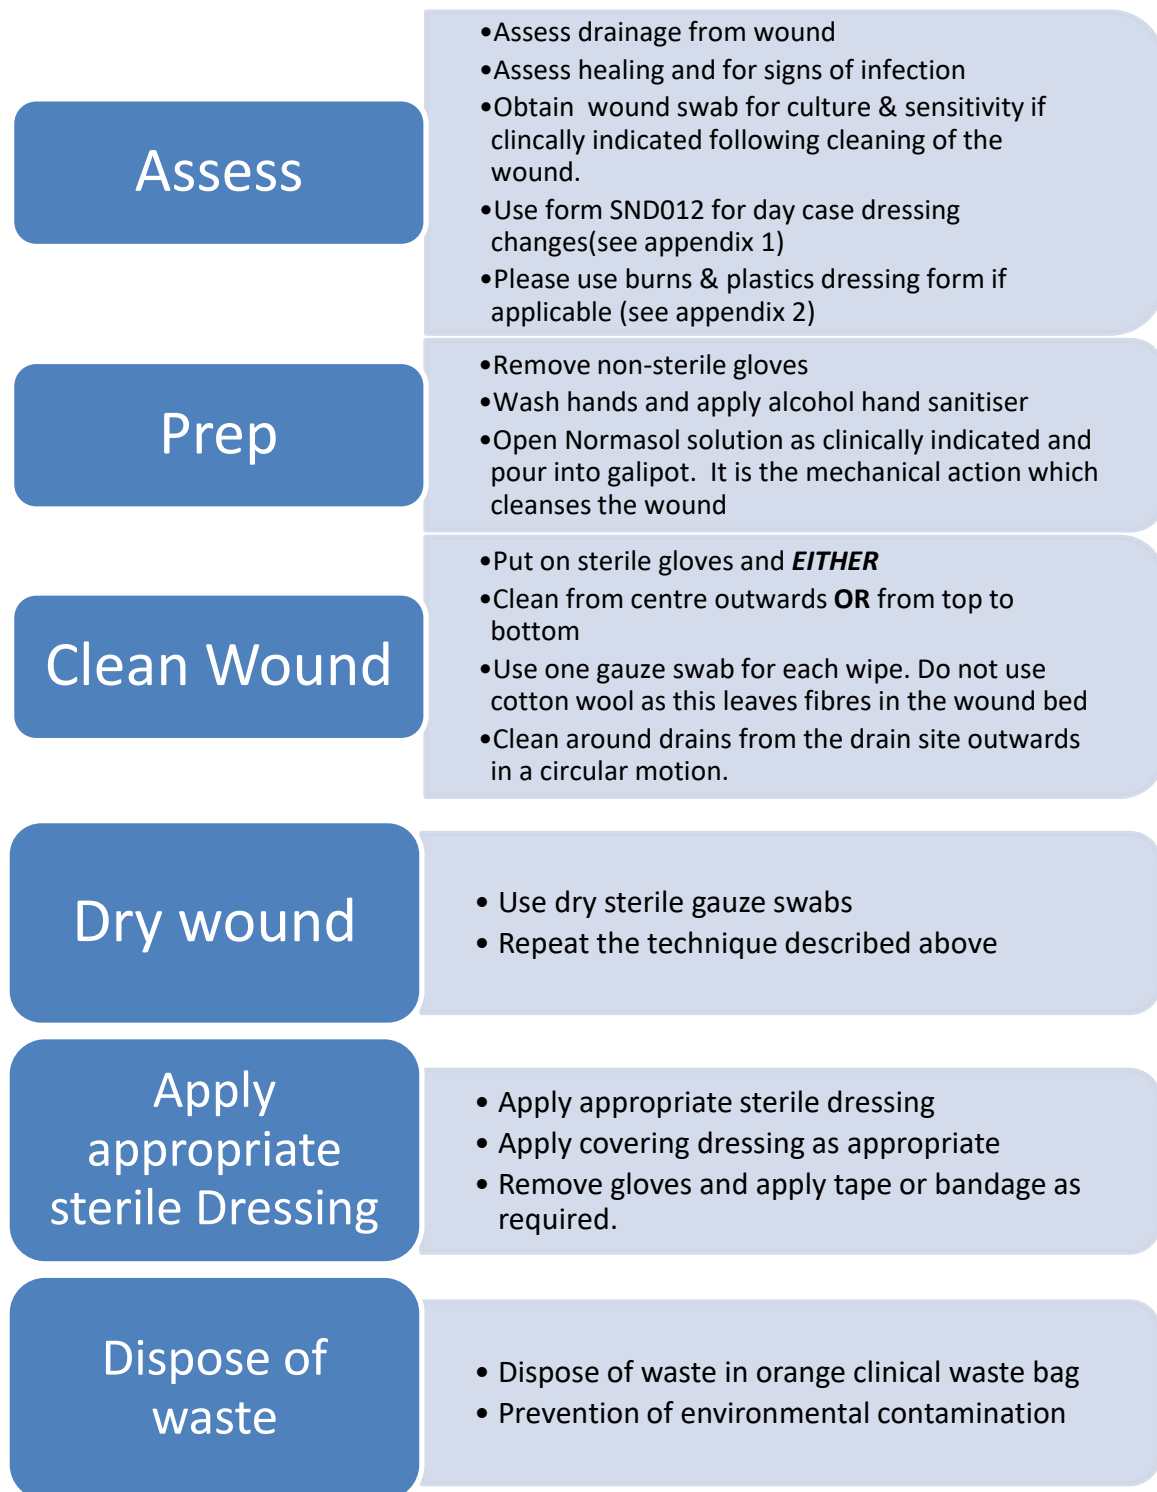 Assess
•Assess drainage from wound
•Assess healing and for signs of infection
•Obtain  wound swab for culture & sensitivity if
clincally indicated following cleaning of the
wound.
•Use form SND012 for day case dressing
changes(see appendix 1)
•Please use burns & plastics dressing form if
applicable (see appendix 2)
Prep
•Remove non-sterile gloves
•Wash hands and apply alcohol hand sanitiser
•Open Normasol solution as clinically indicated and
pour into galipot.  It is the mechanical action which
cleanses the wound
Clean Wound
•Put on sterile gloves and EITHER
•Clean from centre outwards OR from top to
bottom
•Use one gauze swab for each wipe. Do not use
cotton wool as this leaves fibres in the wound bed
•Clean around drains from the drain site outwards
in a circular motion.
Dry wound
• Use dry sterile gauze swabs
• Repeat the technique described above
Apply
appropriate
sterile Dressing
• Apply appropriate sterile dressing
• Apply covering dressing as appropriate
• Remove gloves and apply tape or bandage as
required.
Dispose of
waste
• Dispose of waste in orange clinical waste bag
• Prevention of environmental contamination